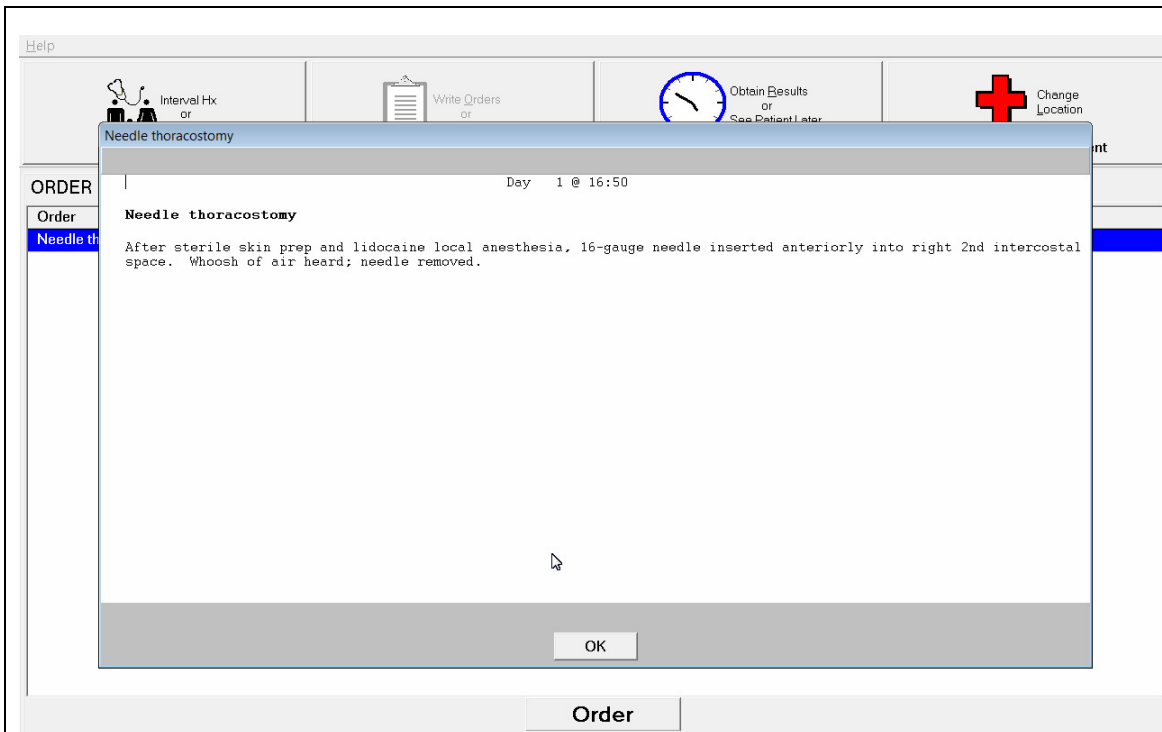 Help
Interval Hx
or
Write Orders
or
Obtain Results
or
See Patient Later
Change
Location
ent
Needle thoracostomy
Day 1 @ 16:50
ORDER
Order
Needle th
Needle thoracostomy
After sterile skin prep and lidocaine local anesthesia, 16-gauge needle inserted anteriorly into right 2nd intercostal
space. Whoosh of air heard; needle removed.
OK
Order